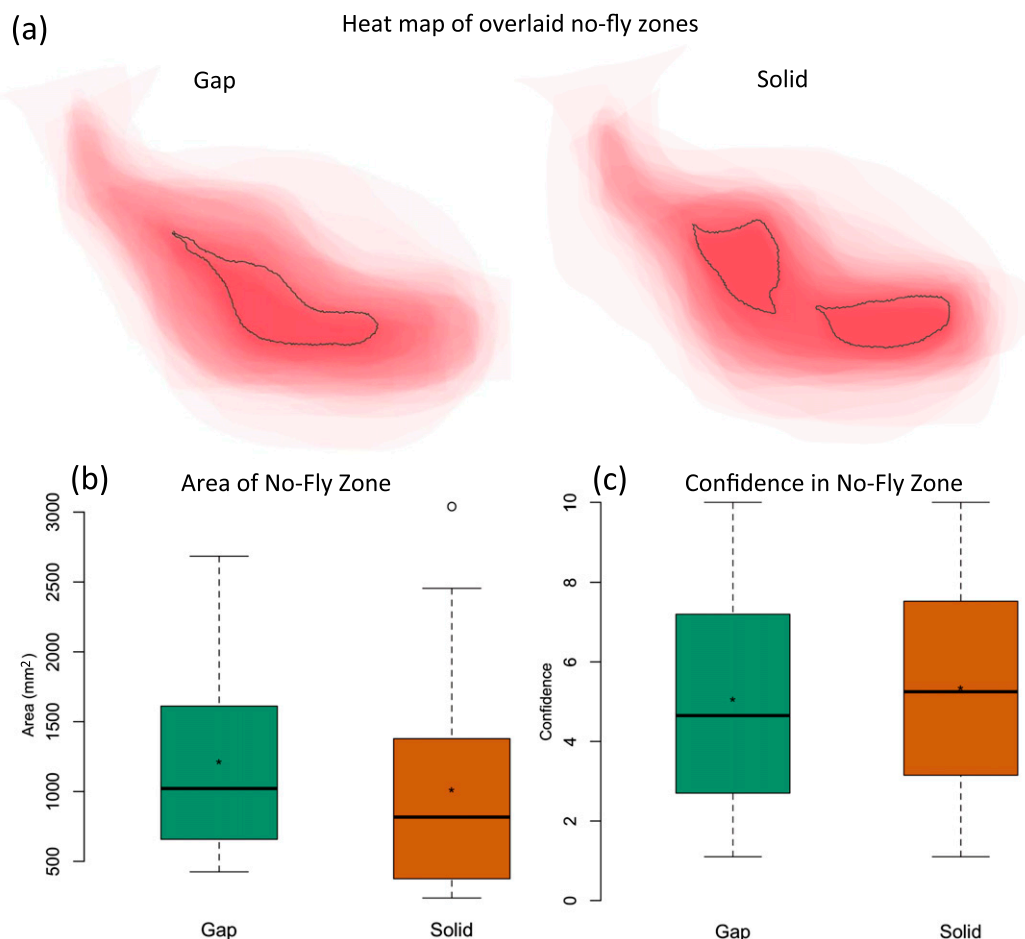 (a)
Heat map of overlaid no-fly zones
Gap
Solid
(b)
Area of No-Fly Zone
3000
2500
2000
1500
1000
500
Area (mm²)
Gap
Solid
(c)
Confidence in No-Fly Zone
10
8
6
4
2
0
Confidence
Gap
Solid